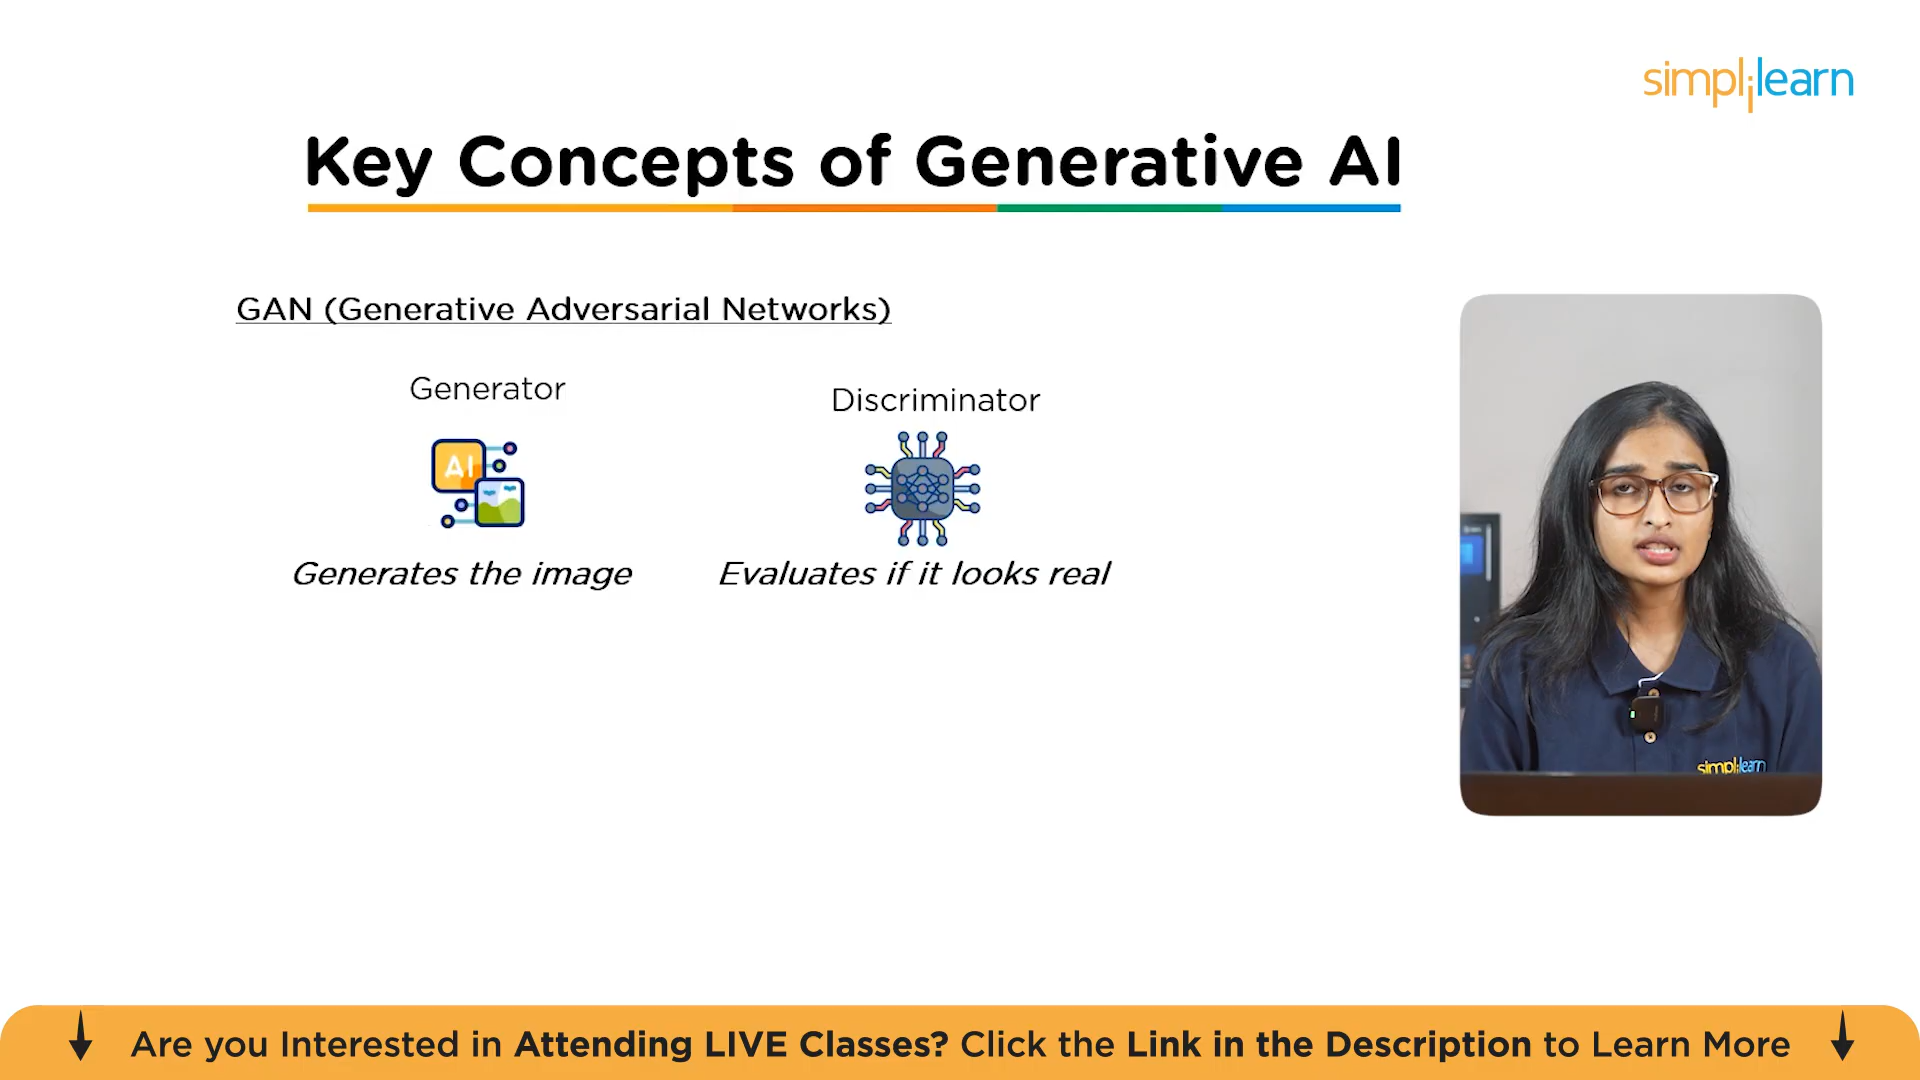 simplilearn
Key Concepts of Generative AI
GAN (Generative Adversarial Networks)
Generator
Discriminator
AI
Generates the image
Evaluates if it looks real
simplilearn
Are you Interested in Attending LIVE Classes? Click the Link in the Description to Learn More